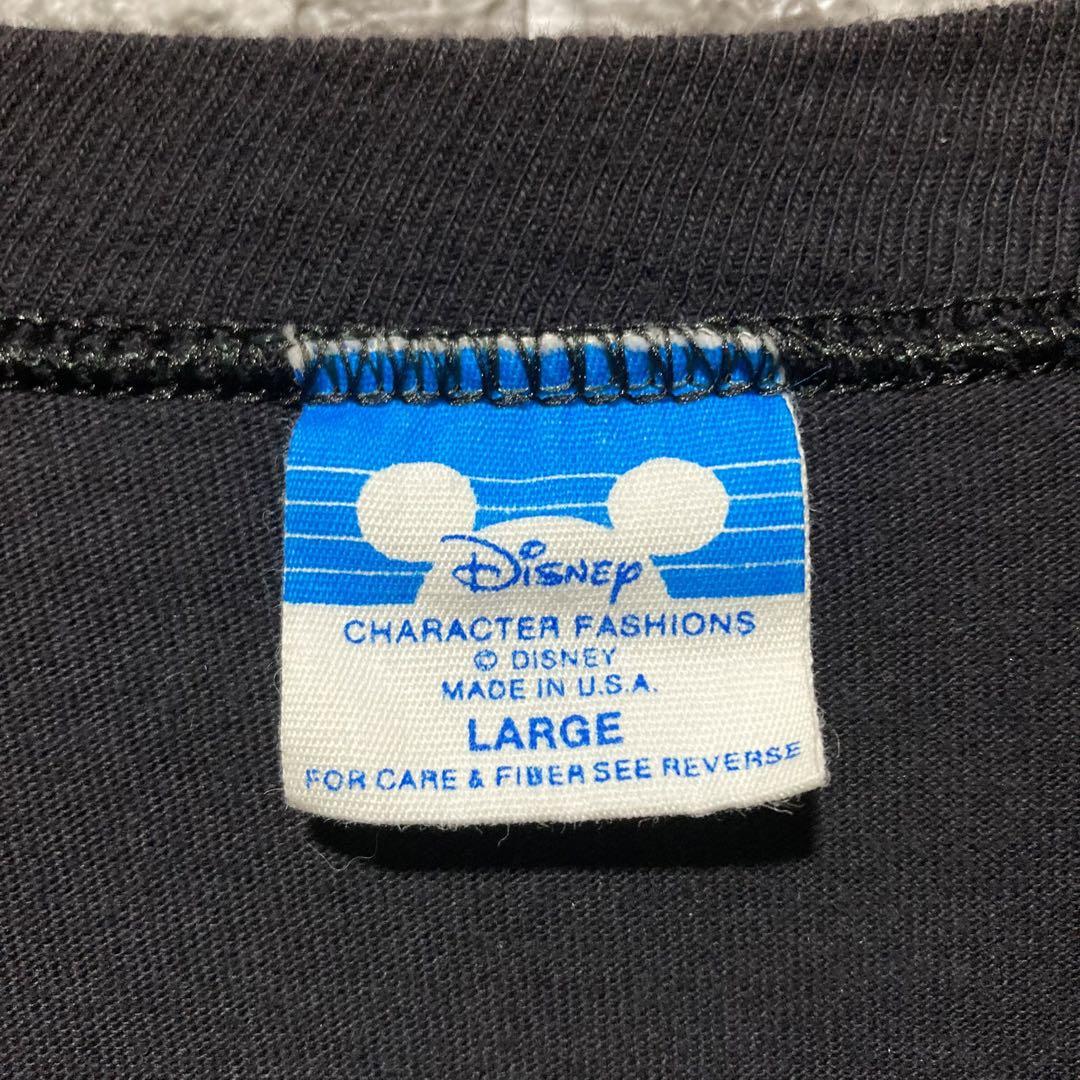 Disney
CHARACTER FASHIONS
© DISNEY
MADE IN U.S.A.
LARGE
FOR CARE & FIBER SEE REVERSE